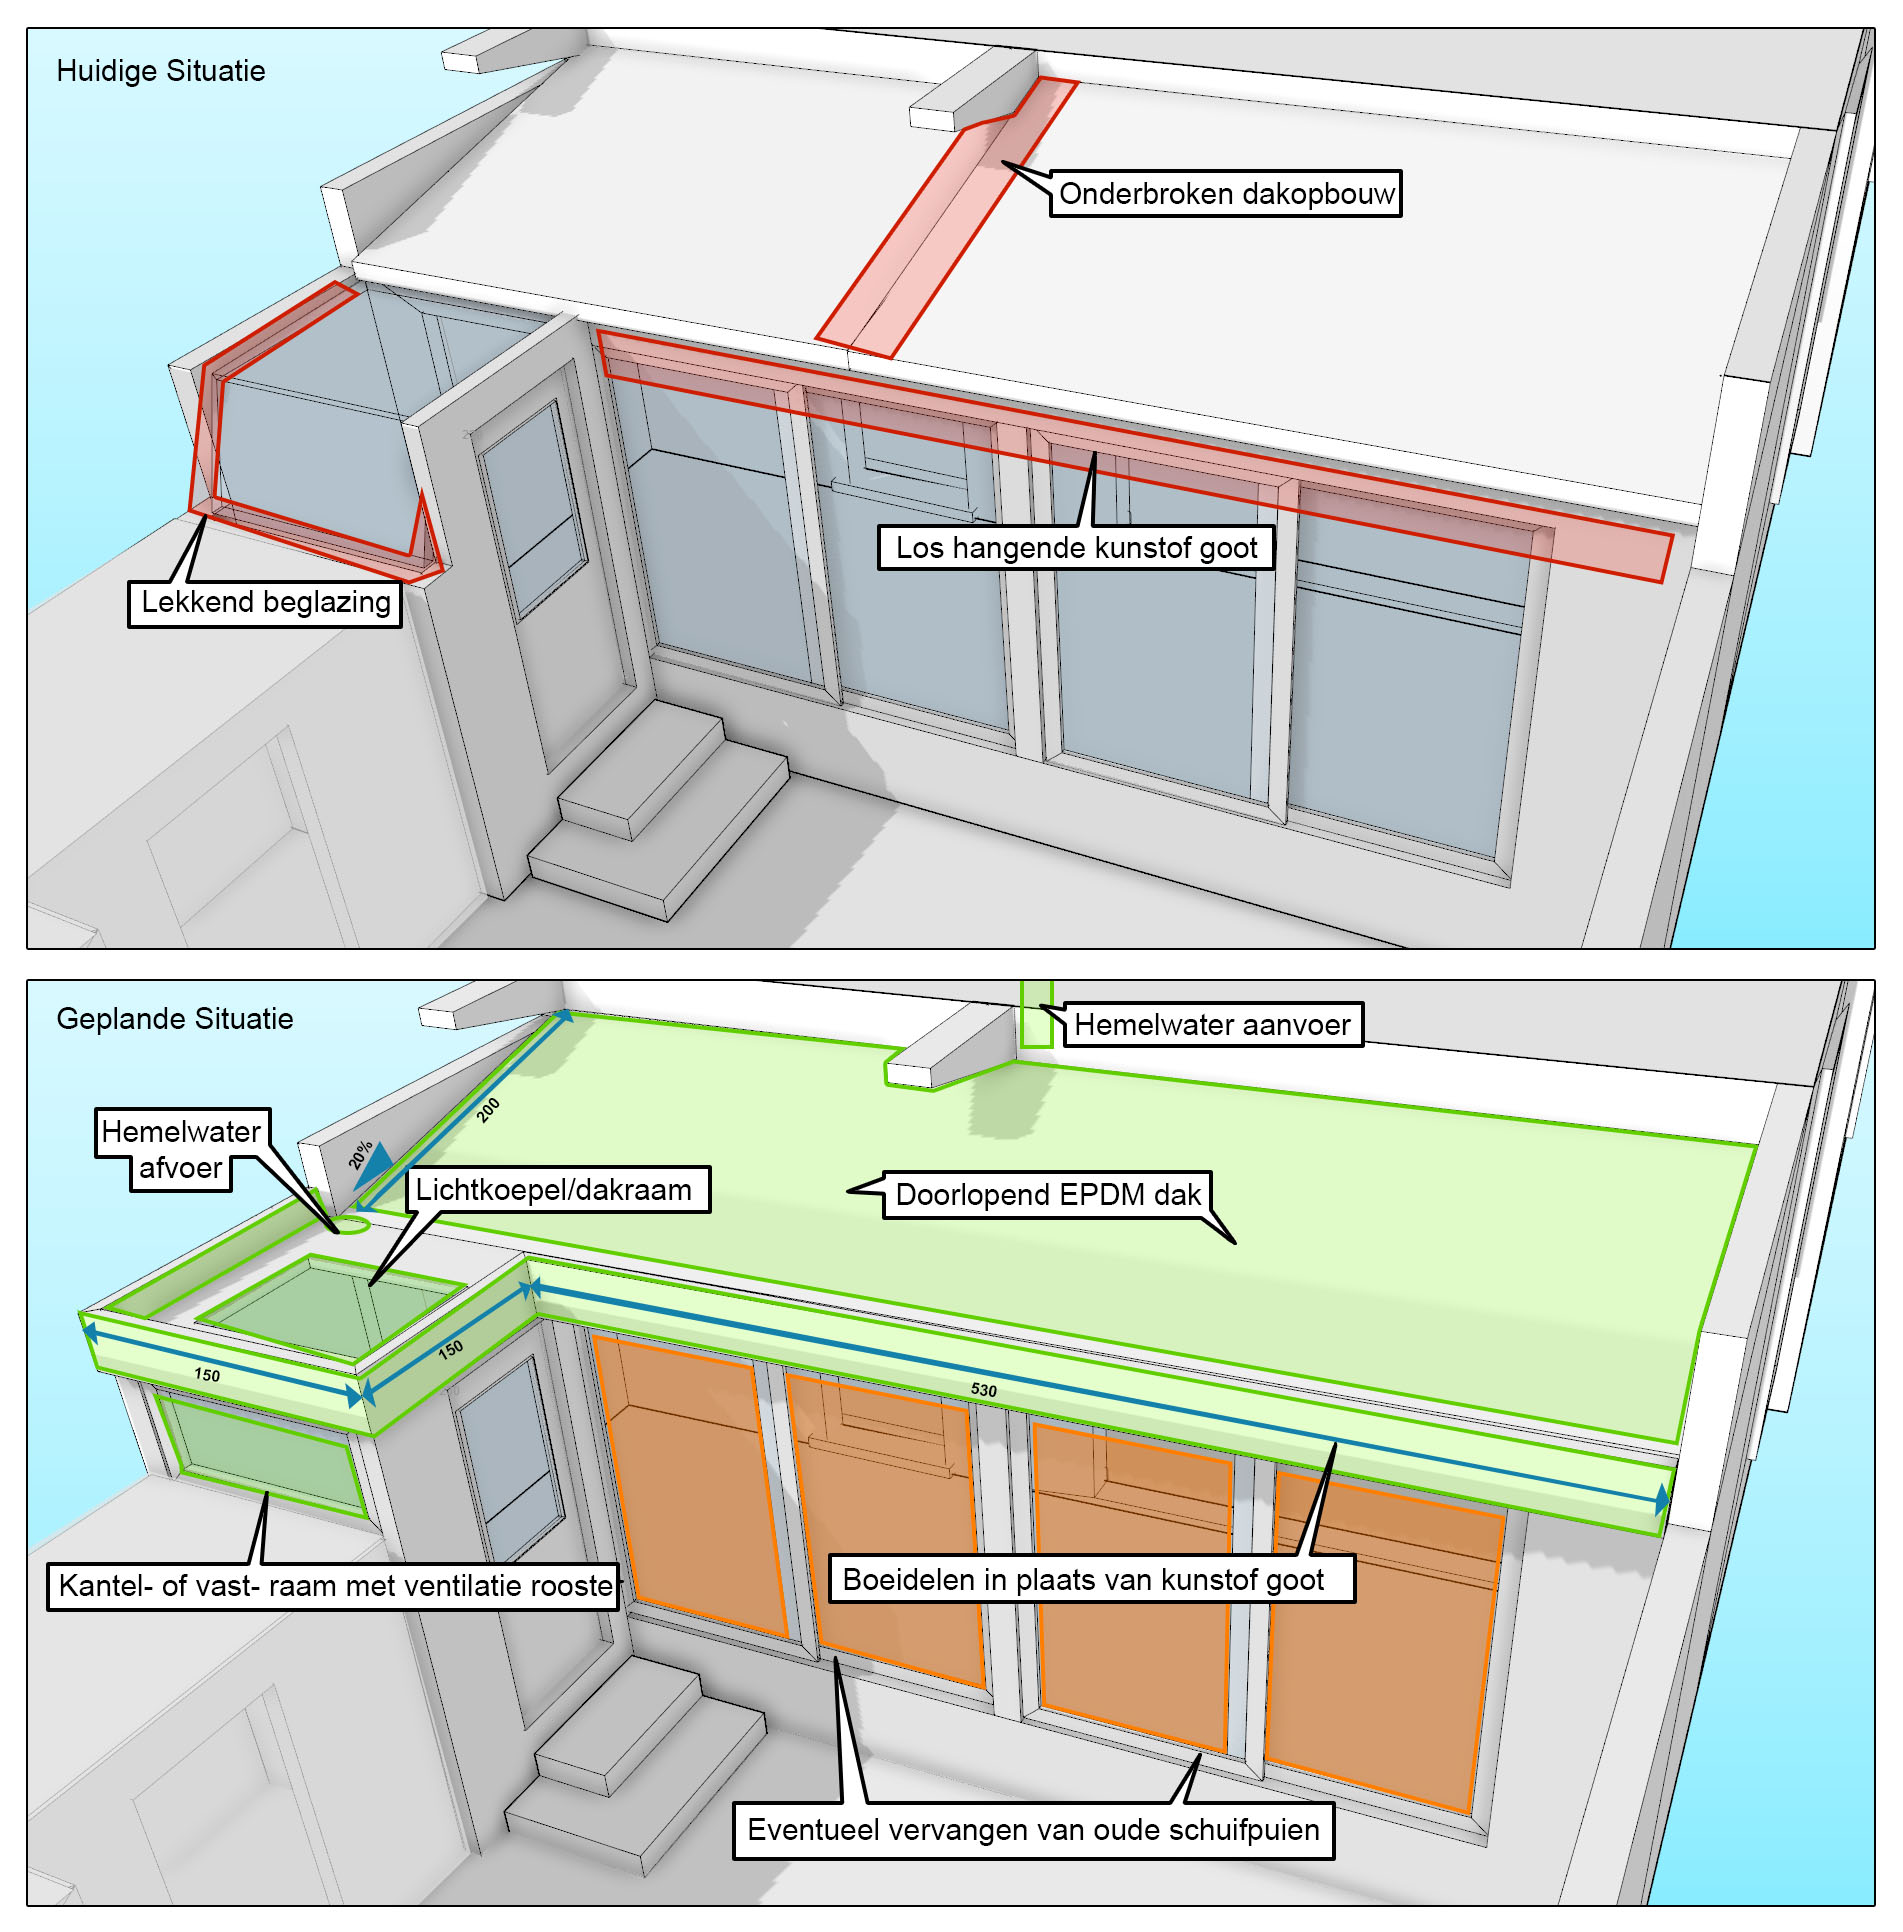 Huidige Situatie
Onderbroken dakopbouw
Los hangende kunstof goot
Lekkend beglazing
Geplande Situatie
Hemelwater aanvoer
200
Hemelwater
afvoer
20%
Lichtkoepel/dakraam
Doorlopend EPDM dak
150
150
530
Kantel- of vast- raam met ventilatie rooster
Boeidelen in plaats van kunstof goot
Eventueel vervangen van oude schuifpuien